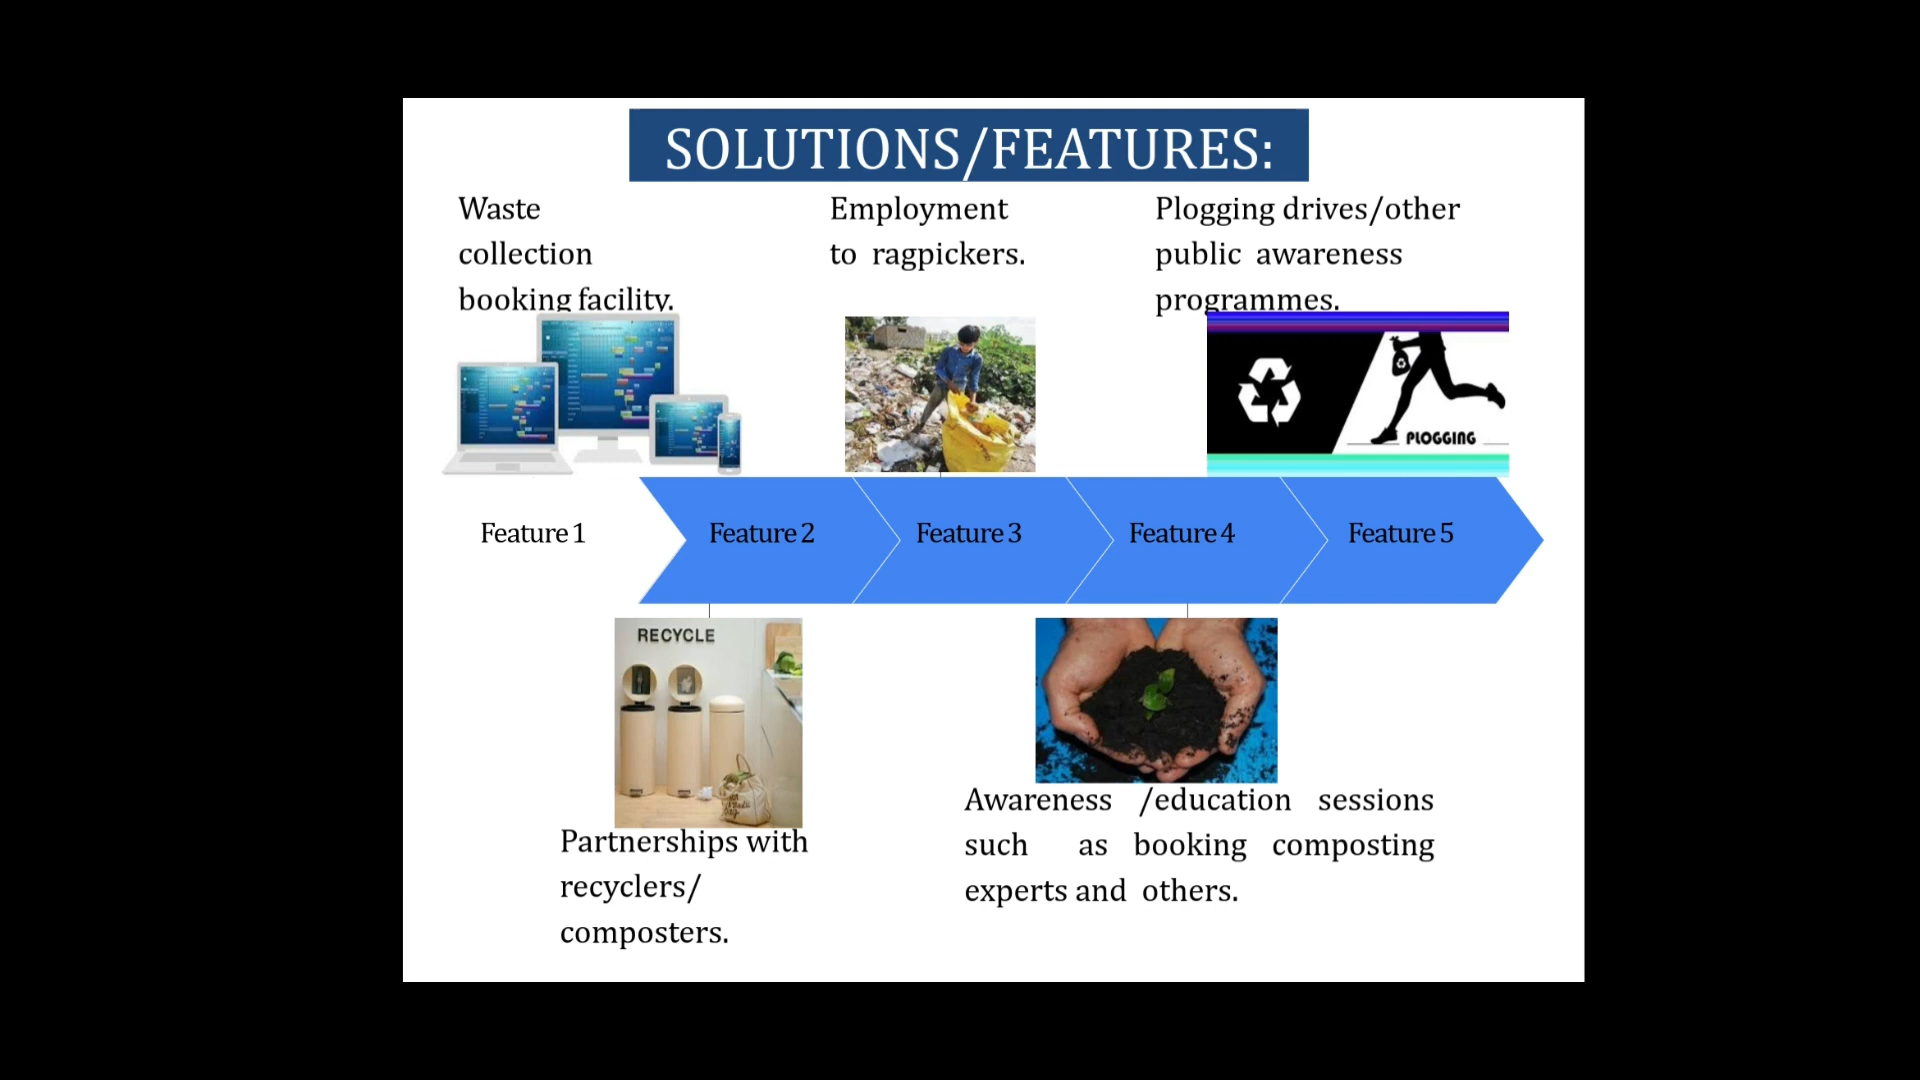 SOLUTIONS/FEATURES:
Waste
collection
booking facility.
Employment
to ragpickers.
Plogging drives/other
public awareness
programmes.
PLOGGING
Feature 1
Feature 2
Feature 3
Feature 4
Feature 5
RECYCLE
Partnerships with
recyclers/
composters.
Awareness /education sessions
such as booking composting
experts and others.